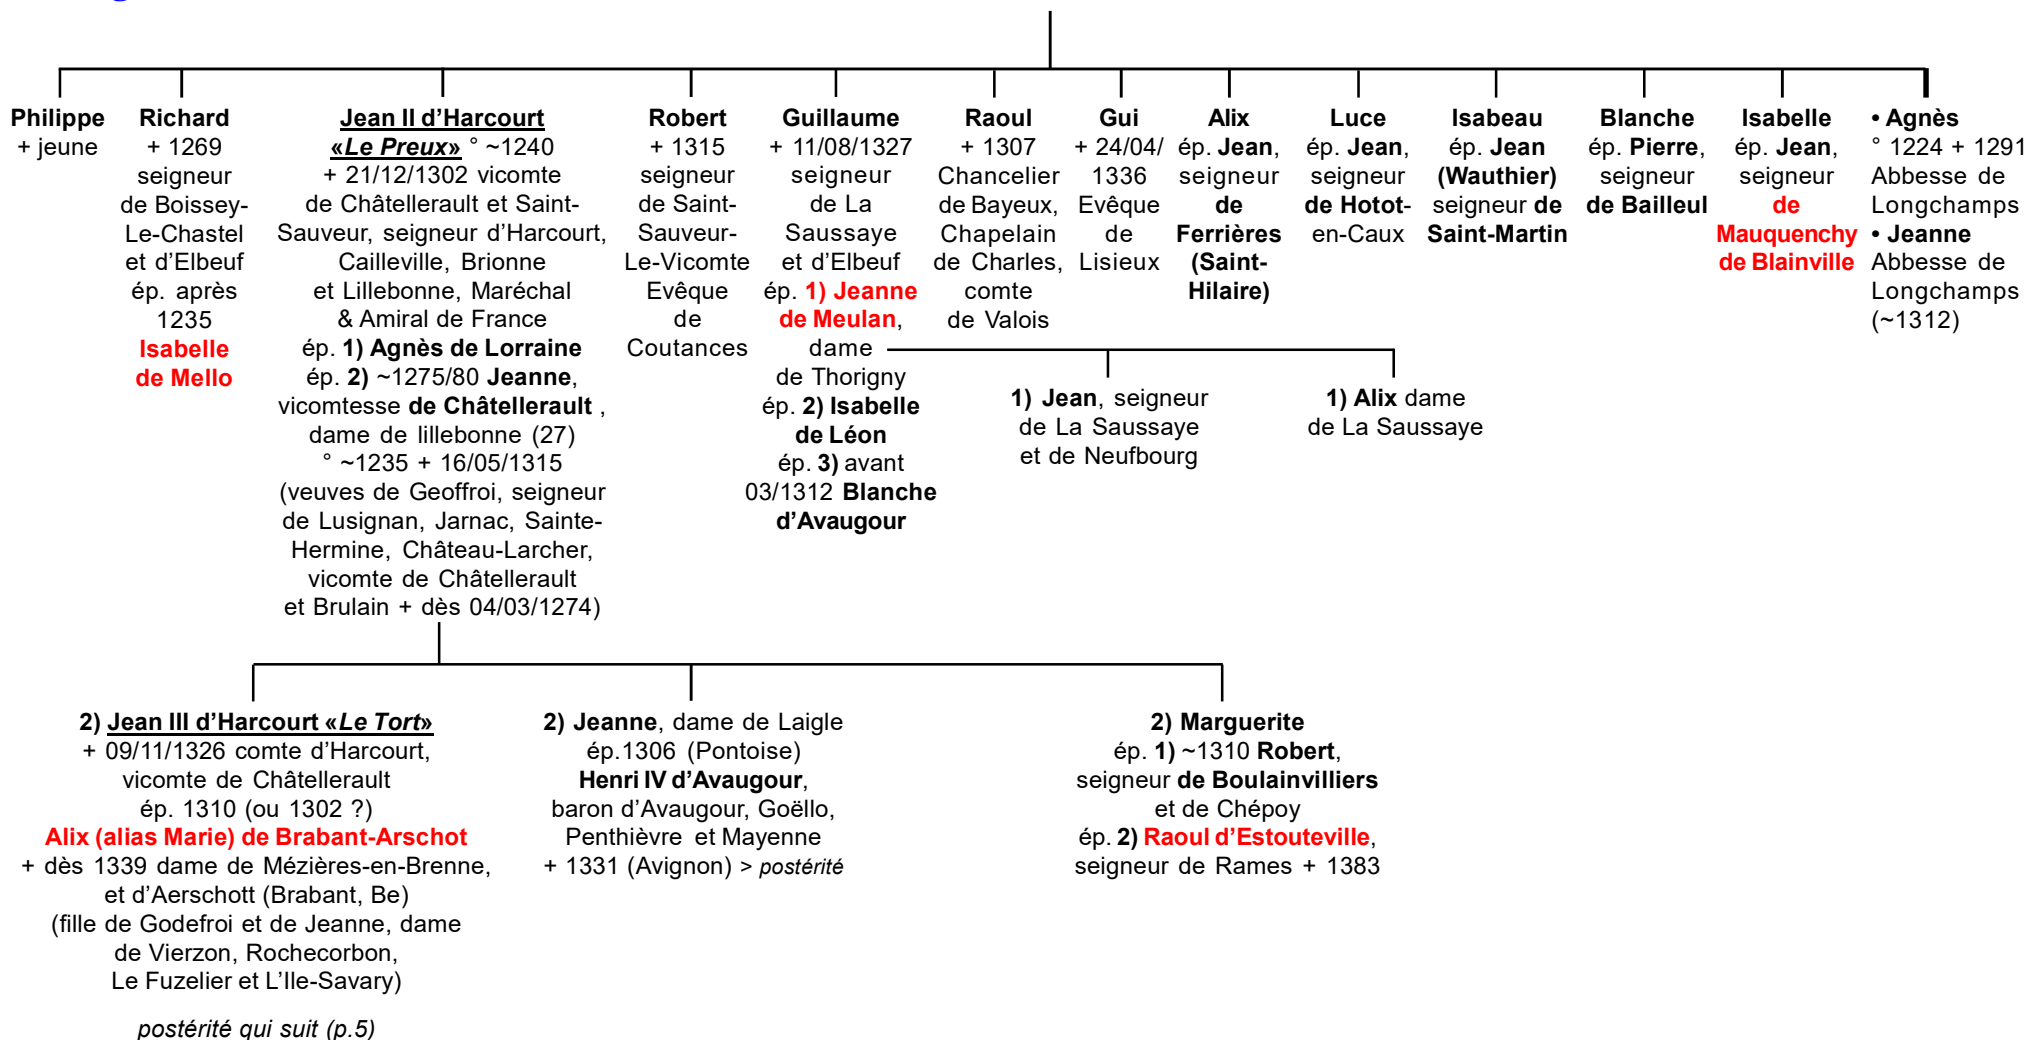 Philippe
+ jeune
Richard
+ 1269
seigneur
de Boissey-
Le-Chastel
et d'Elbeuf
ép. après
1235
Isabelle
de Mello
Jean II d'Harcourt
«Le Preux» ° ~1240
+ 21/12/1302 vicomte
de Châtellerault et Saint-
Sauveur, seigneur d'Harcourt,
Cailleville, Brionne
et Lillebonne, Maréchal
& Amiral de France
ép. 1) Agnès de Lorraine
ép. 2) ~1275/80 Jeanne,
vicomtesse de Châtellerault ,
dame de lillebonne (27)
° ~1235 + 16/05/1315
(veuves de Geoffroi, seigneur
de Lusignan, Jarnac, Sainte-
Hermine, Château-Larcher,
vicomte de Châtellerault
et Brulain + dès 04/03/1274)
Robert
+ 1315
seigneur
de Saint-
Sauveur-
Le-Vicomte
Evêque
de
Coutances
Guillaume
+ 11/08/1327
seigneur
de La
Saussaye
et d'Elbeuf
ép. 1) Jeanne
de Meulan,
dame
de Thorigny
ép. 2) Isabelle
de Léon
ép. 3) avant
03/1312 Blanche
d'Avaugour
Raoul
+ 1307
Chancelier
de Bayeux,
Chapelain
de Charles,
comte
de Valois
Gui
+ 24/04/
1336
Evêque
de
Lisieux
Alix
ép. Jean,
seigneur
de
Ferrières
(Saint-
Hilaire)
Luce
ép. Jean,
seigneur
de Hotot-
en-Caux
Isabeau
ép. Jean
(Wauthier)
seigneur de
Saint-Martin
Blanche
ép. Pierre,
seigneur
de Bailleul
Isabelle
ép. Jean,
seigneur
de
Mauquenchy
de Blainville
• Agnès
° 1224 + 1291
Abbesse de
Longchamps
• Jeanne
Abbesse de
Longchamps
(~1312)
1) Jean, seigneur
de La Saussaye
et de Neufbourg
1) Alix dame
de La Saussaye
2) Jean III d'Harcourt «Le Tort»
+ 09/11/1326 comte d'Harcourt,
vicomte de Châtellerault
ép. 1310 (ou 1302 ?)
Alix (alias Marie) de Brabant-Arschot
+ dès 1339 dame de Mézières-en-Brenne,
et d'Aerschott (Brabant, Be)
(fille de Godefroi et de Jeanne, dame
de Vierzon, Rochecorbon,
Le Fuzelier et L'Ile-Savary)
postérité qui suit (p.5)
2) Jeanne, dame de Laigle
ép.1306 (Pontoise)
Henri IV d'Avaugour,
baron d'Avaugour, Goëllo,
Penthièvre et Mayenne
+ 1331 (Avignon) > postérité
2) Marguerite
ép. 1) ~1310 Robert,
seigneur de Boulainvilliers
et de Chépoy
ép. 2) Raoul d'Estouteville,
seigneur de Rames + 1383